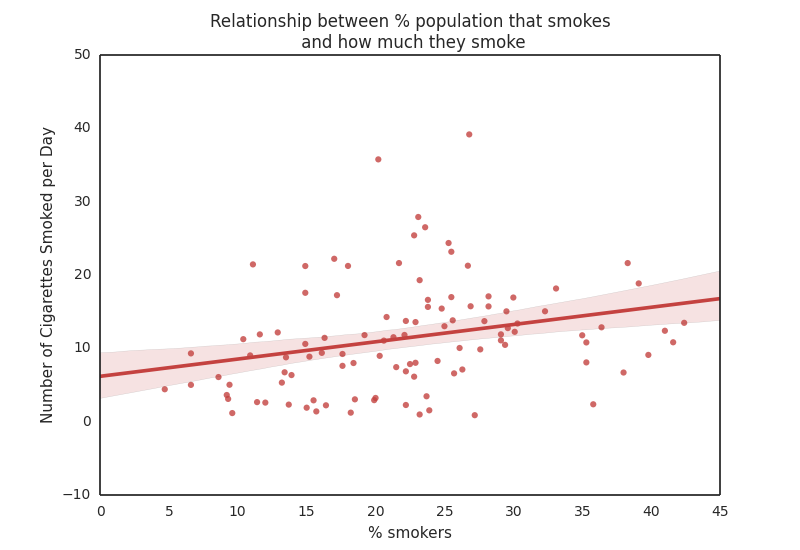 Relationship between % population that smokes
and how much they smoke
Number of Cigarettes Smoked per Day
50
40
30
20
10
0
−10
0 5 10 15 20 25 30 35 40 45
% smokers